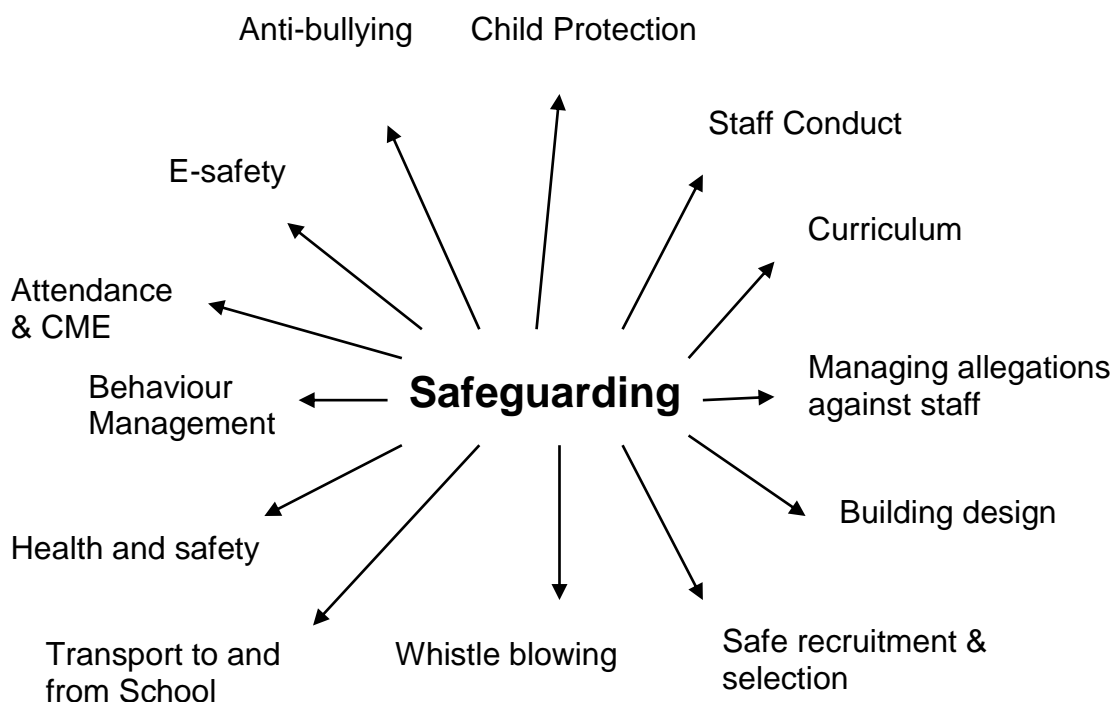 Anti-bullying
Child Protection
Staff Conduct
E-safety
Curriculum
Attendance
& CME
Managing allegations
against staff
Behaviour
Management
Safeguarding
Building design
Health and safety
Transport to and
from School
Whistle blowing
Safe recruitment &
selection